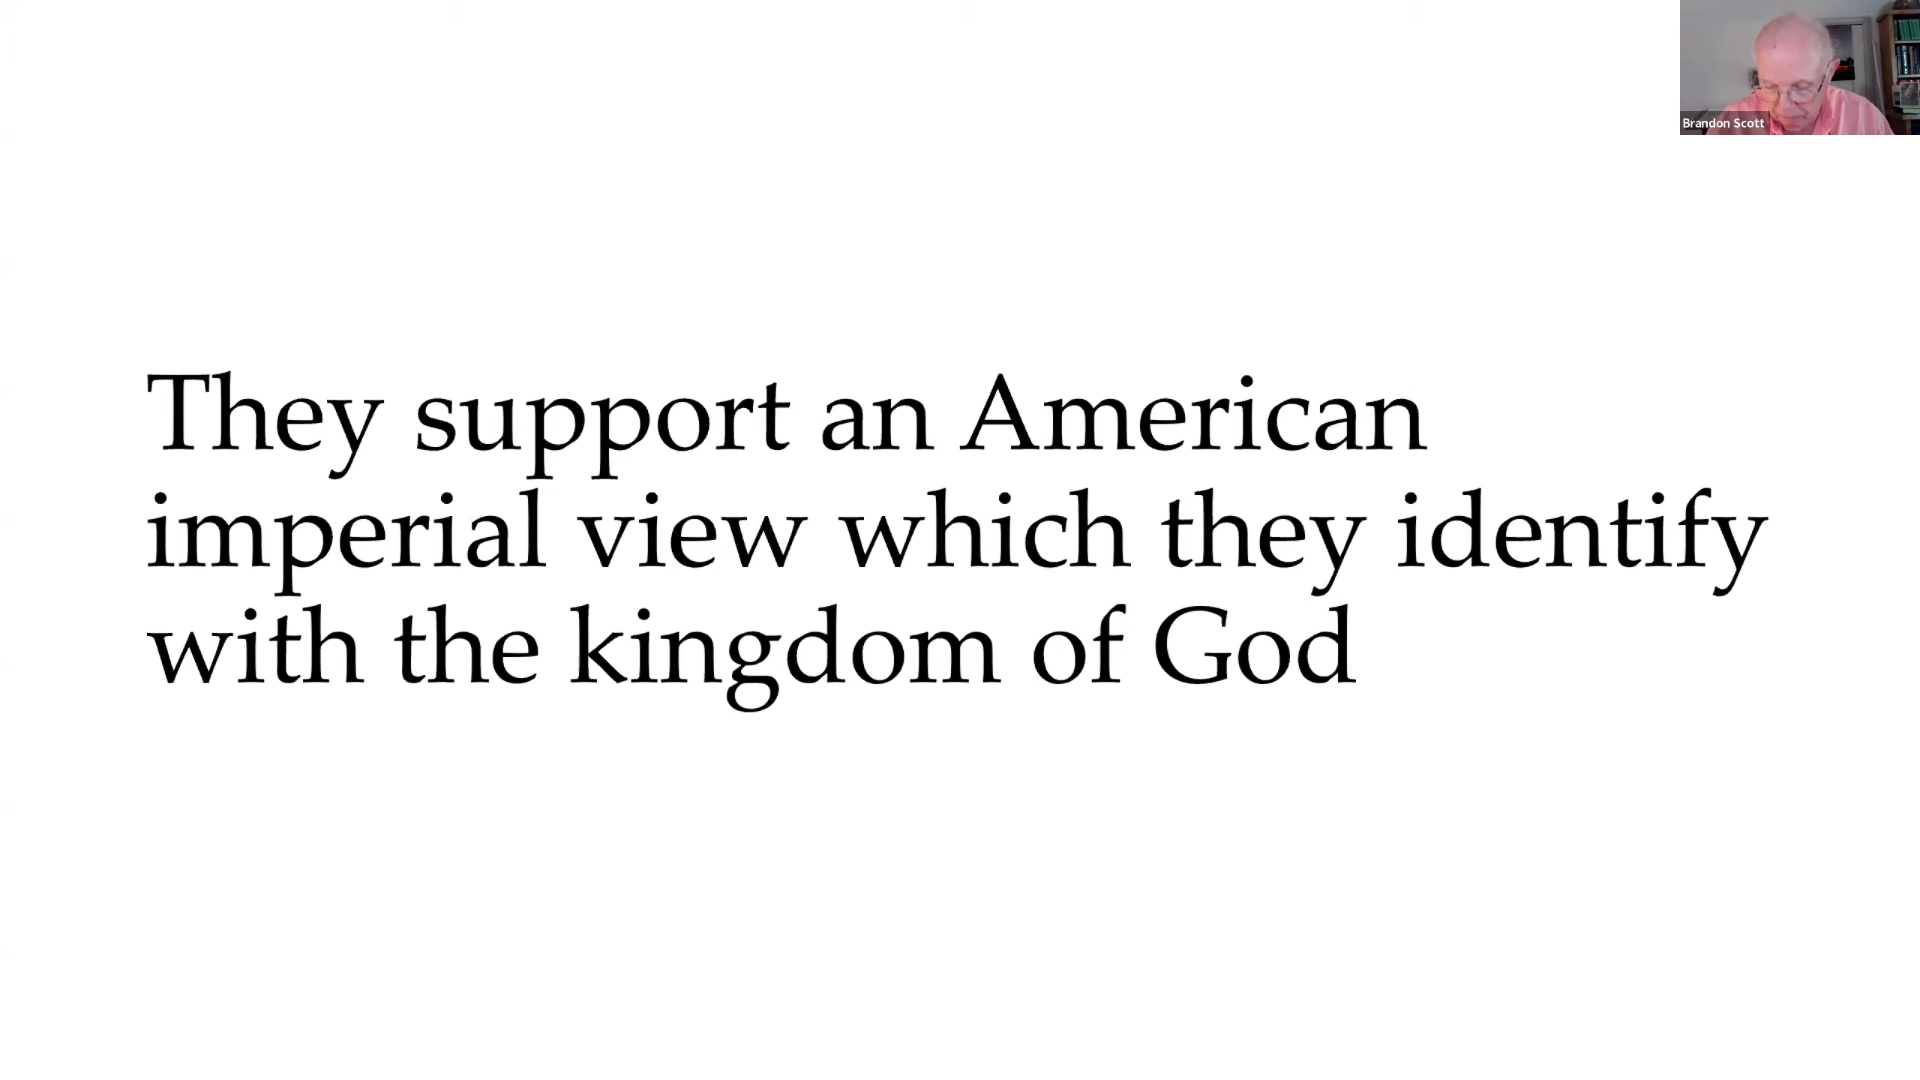 Brandon Scott
They support an American
imperial view which they identify
with the kingdom of God